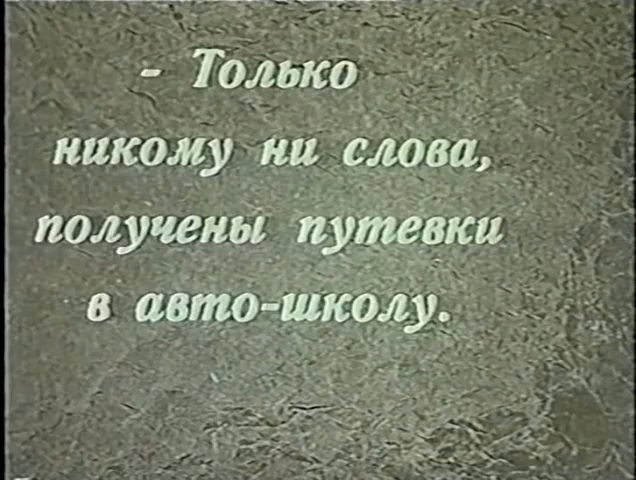 - Только
никому ни слова,
получены путевки
в авто-школу.